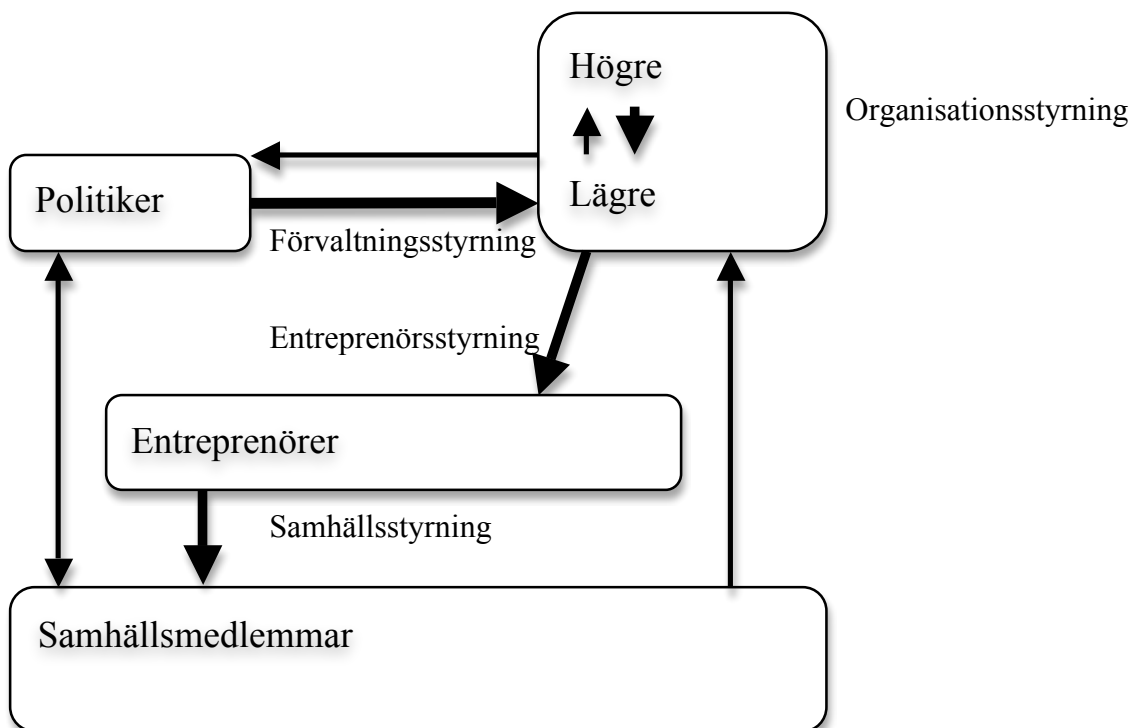 Högre
Organisationsstyrning
Lägre
Politiker
Förvaltningsstyrning
Entreprenörsstyrning
Entreprenörer
Samhällsstyrning
Samhällsmedlemmar